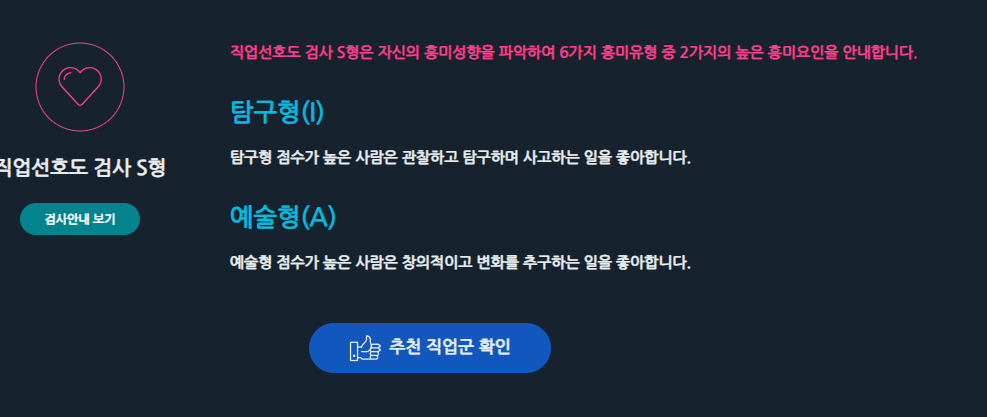 직업선호도 검사 S형
검사안내 보기
직업선호도 검사 S형은 자신의 흥미성향을 파악하여 6가지 흥미유형 중 2가지의 높은 흥미요인을 안내합니다.
탐구형(I)
탐구형 점수가 높은 사람은 관찰하고 탐구하며 사고하는 일을 좋아합니다.
예술형(A)
예술형 점수가 높은 사람은 창의적이고 변화를 추구하는 일을 좋아합니다.
추천 직업군 확인